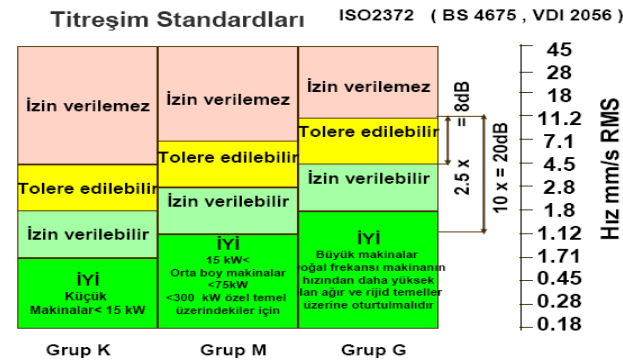 Titreşim Standardları
ISO2372 ( BS 4675 , VDI 2056 )
İzin verilemez
Tolere edilebilir
İzin verilebilir
İYİ
Küçük
Makinalar< 15 kW
Grup K
İzin verilemez
Tolere edilebilir
İzin verilebilir
İYİ
15 kW<
Orta boy makinalar
<75kW
<300 kW özel temel
üzerindekiler için
Grup M
İzin verilemez
Tolere edilebilir
İzin verilebilir
İYİ
Büyük makinalar
oğal frekansı makinanın
hızından daha yüksek
lan ağır ve rijid temeller
üzerine oturtulmalıdır
Grup G
2.5 x = 8dB
10 x = 20dB
45
28
18
11.2
7.1
4.5
2.8
1.8
1.12
1.71
0.45
0.28
0.18
Hız mm/s RMS